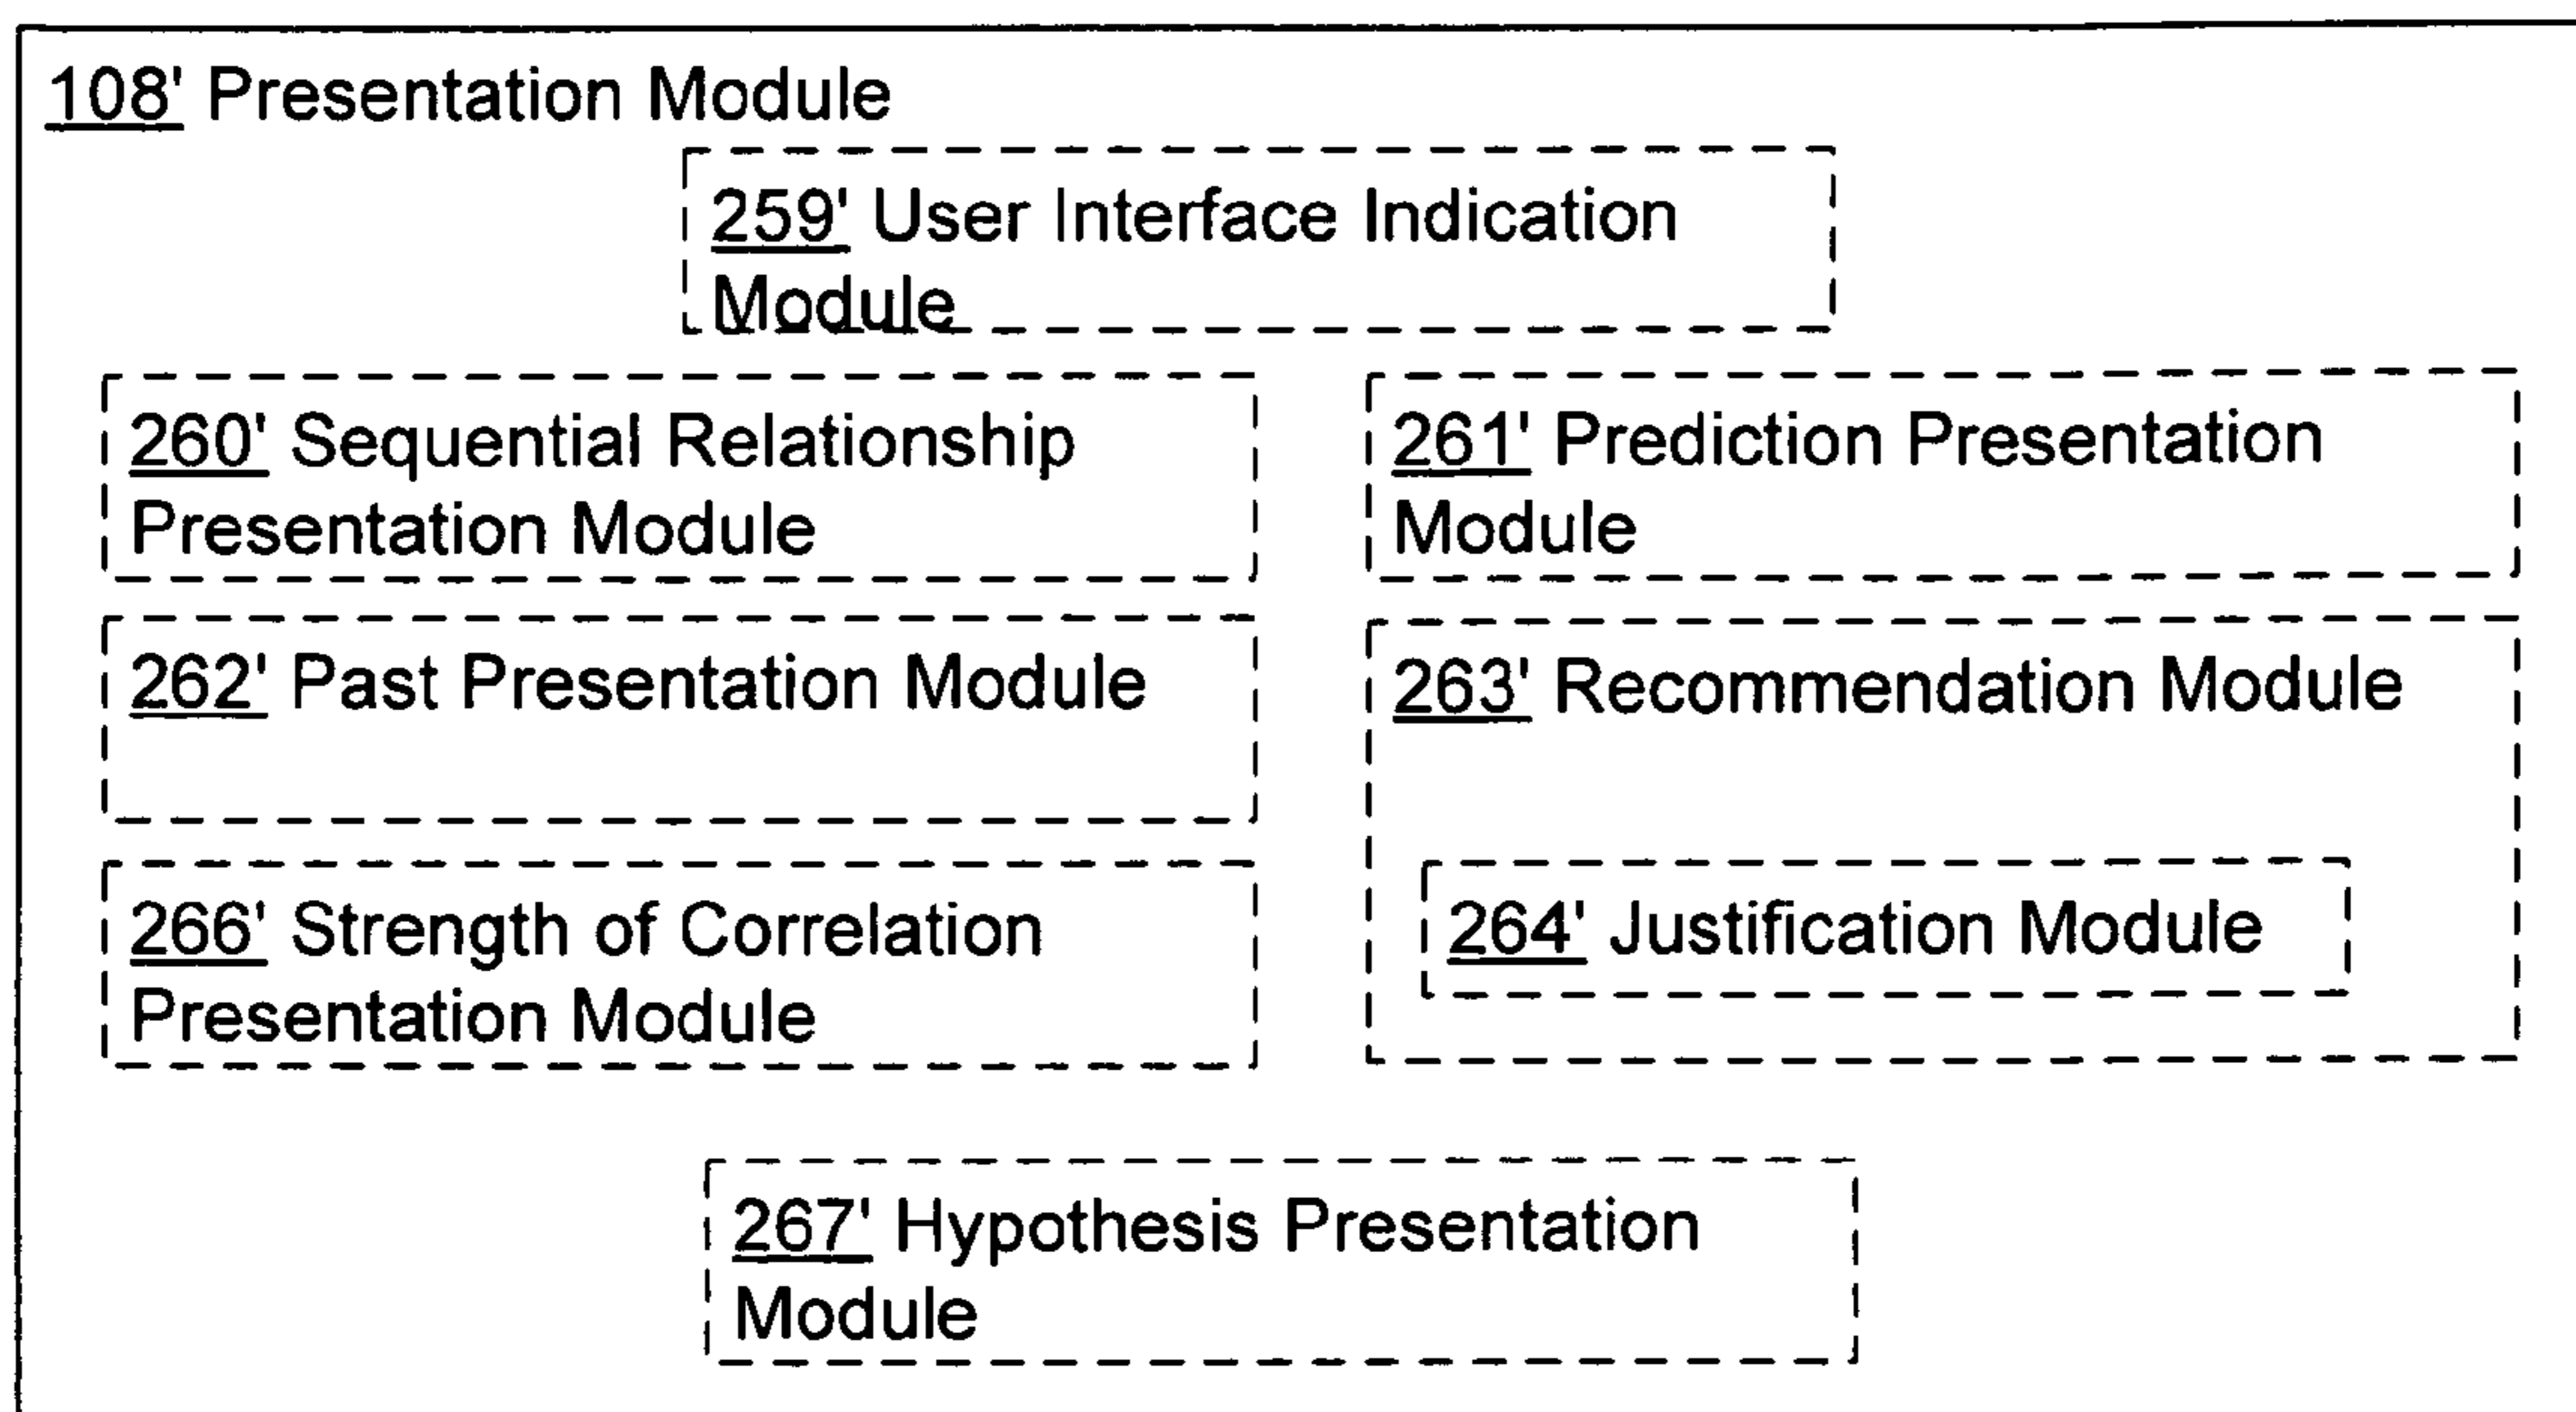 108' Presentation Module
259' User Interface Indication
Module
260' Sequential Relationship
Presentation Module
261' Prediction Presentation
Module
262' Past Presentation Module
263' Recommendation Module
266' Strength of Correlation
Presentation Module
264' Justification Module
267' Hypothesis Presentation
Module